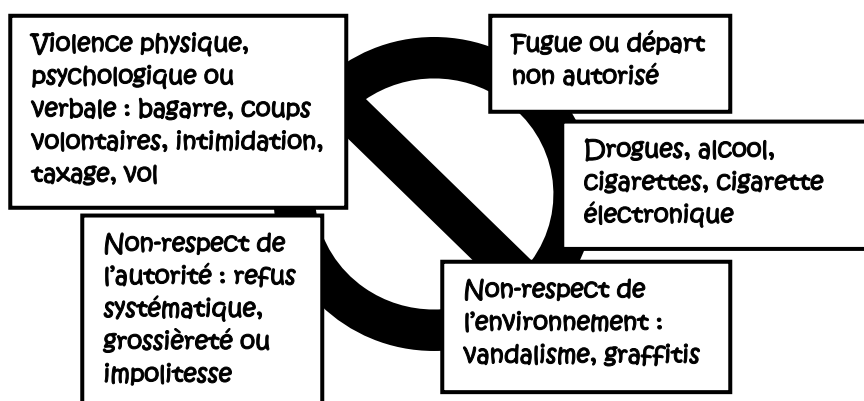 Violence physique,
psychologique ou
verbale : bagarre, coups
volontaires, intimidation,
taxage, vol
Fugue ou départ
non autorisé
Drogues, alcool,
cigarettes, cigarette
électronique
Non-respect de
l'autorité : refus
systématique,
grossièreté ou
impolitesse
Non-respect de
l'environnement :
vandalisme, graffitis